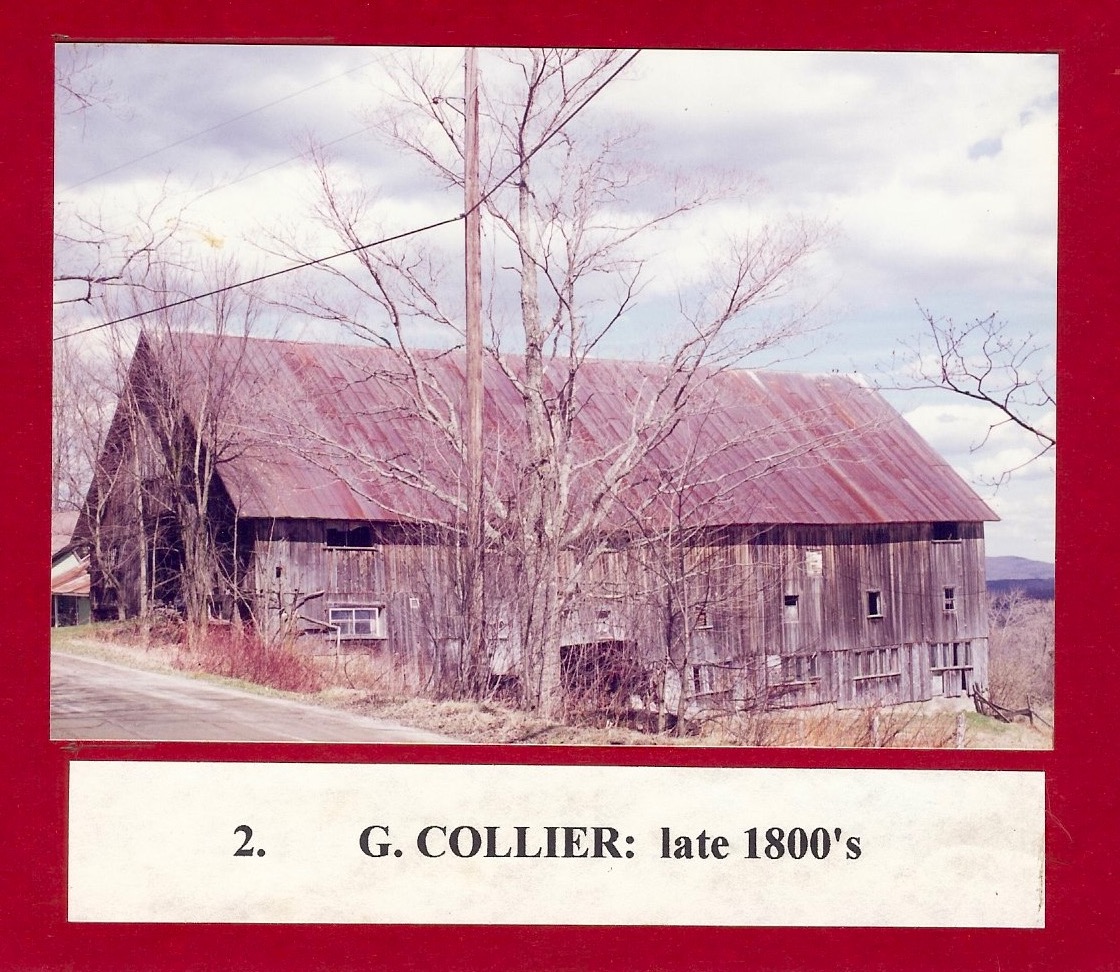 2. G. COLLIER: late 1800's